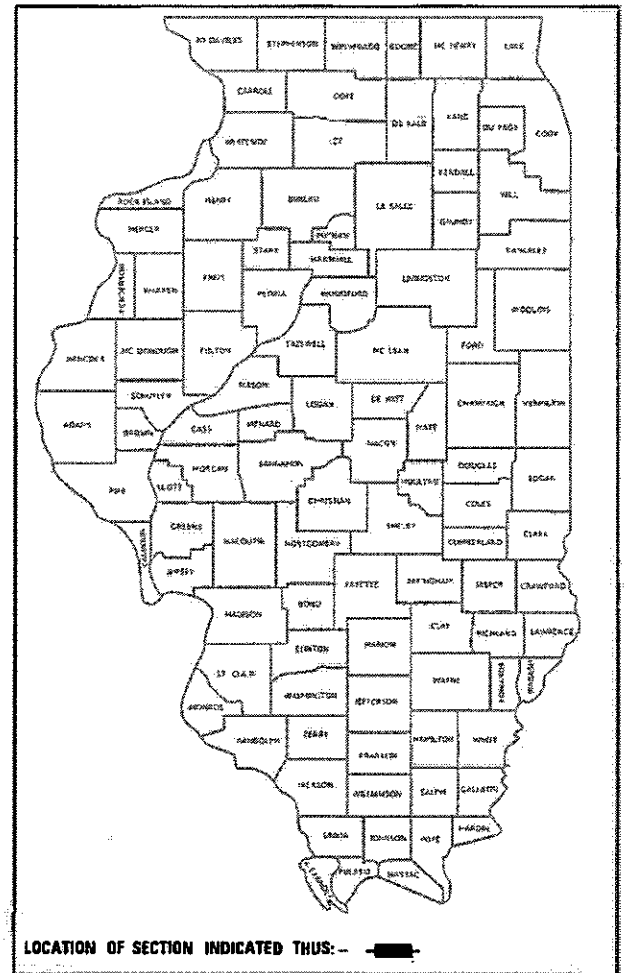 JO DAVIESS STEPHENSON WINNEBAGO BOONE MC HENRY LAKE
CARROLL OGLE
DE KALB KANE DU PAGE COOK
WHITESIDE LEE
KENDALL
ROCK ISLAND HENRY BUREAU LA SALLE WILL
MERCER PUTNAM GRUNDY
STARK MARSHALL KANKAKEE
HENDERSON WARREN KNOX PEORIA WOODFORD LIVINGSTON
IROQUOIS
HANCOCK MC DONOUGH FULTON TAZEWELL MC LEAN FORD
MASON
SCHUYLER LOGAN DE WITT CHAMPAIGN VERMILION
ADAMS BROWN CASS MENARD MACON PIATT
PIKE SCOTT MORGAN SANGAMON DOUGLAS EDGAR
MOULTRIE
CHRISTIAN COLES
GREENE SHELBY
CALHOUN MACOUPIN MONTGOMERY CUMBERLAND CLARK
JERSEY FAYETTE EFFINGHAM JASPER CRAWFORD
MADISON BOND
CLAY RICHLAND LAWRENCE
CLINTON MARION
ST CLAIR WAYNE EDWARDS WABASH
WASHINGTON JEFFERSON
MONROE
RANDOLPH PERRY HAMILTON WHITE
FRANKLIN
JACKSON WILLIAMSON SALINE GALLATIN
UNION JOHNSON POPE HARDIN
ALEXANDER PULASKI MASSAC
LOCATION OF SECTION INDICATED THUS: -